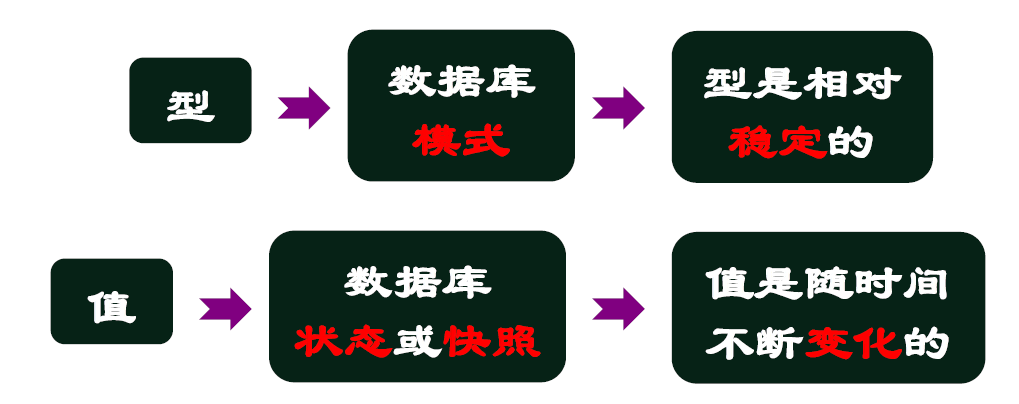 型
数据库
模式
型是相对
稳定的
值
数据库
状态或快照
值是随时间
不断变化的